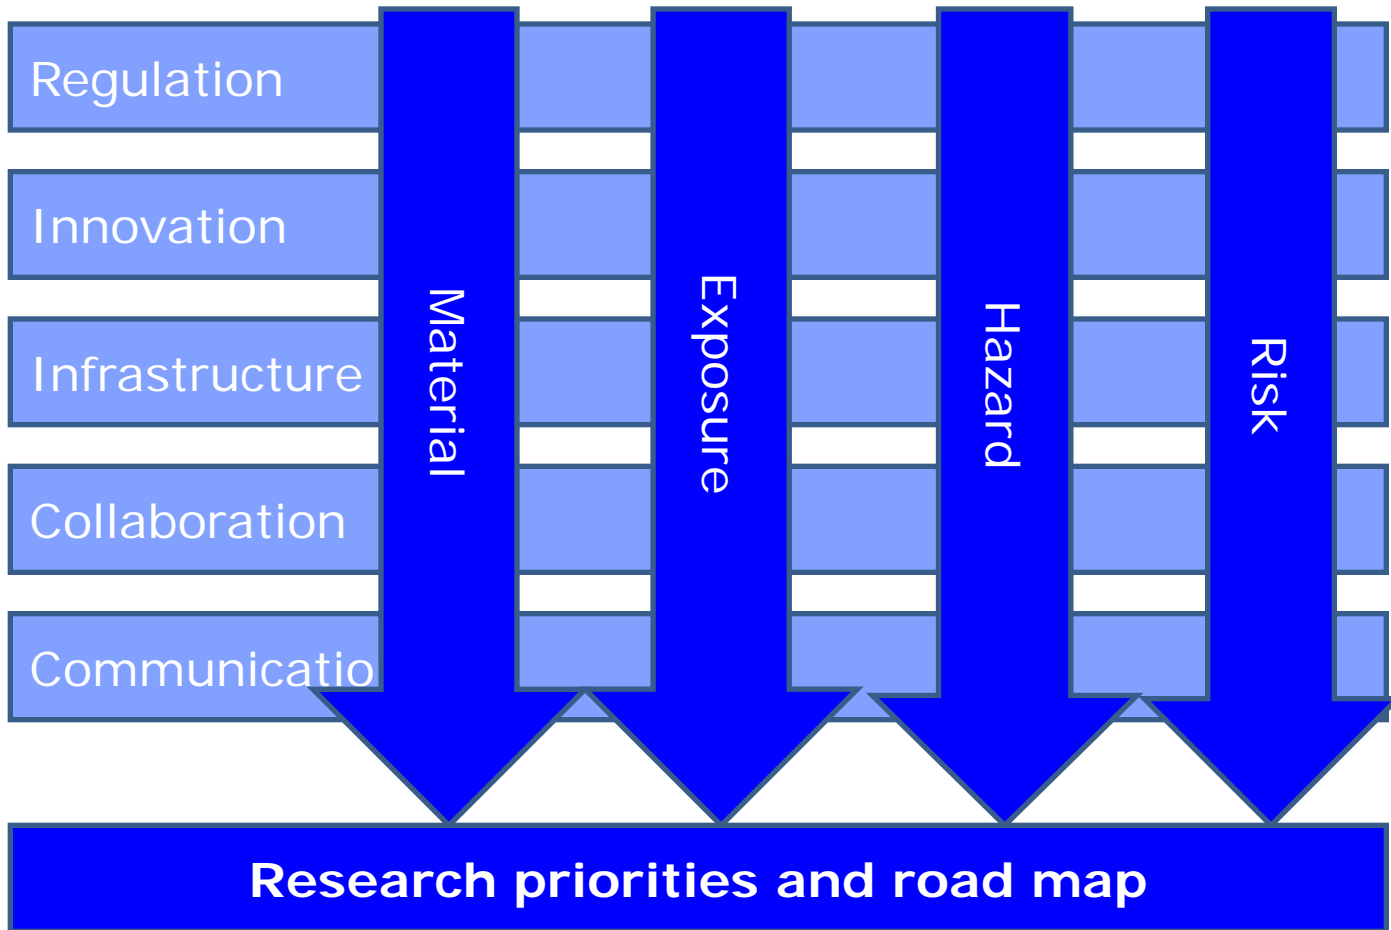 Regulation
Innovation
Infrastructure
Collaboration
Communicatio
Material
Exposure
Hazard
Risk
Research priorities and road map